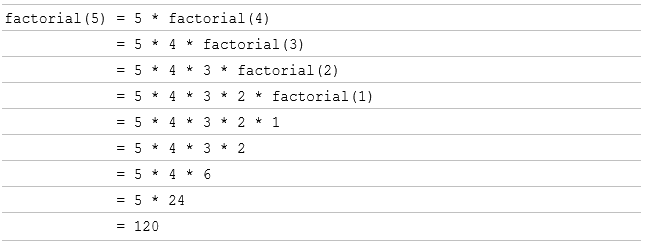 factorial(5) = 5 * factorial(4)
= 5 * 4 * factorial(3)
= 5 * 4 * 3 * factorial(2)
= 5 * 4 * 3 * 2 * factorial(1)
= 5 * 4 * 3 * 2 * 1
= 5 * 4 * 3 * 2
= 5 * 4 * 6
= 5 * 24
= 120